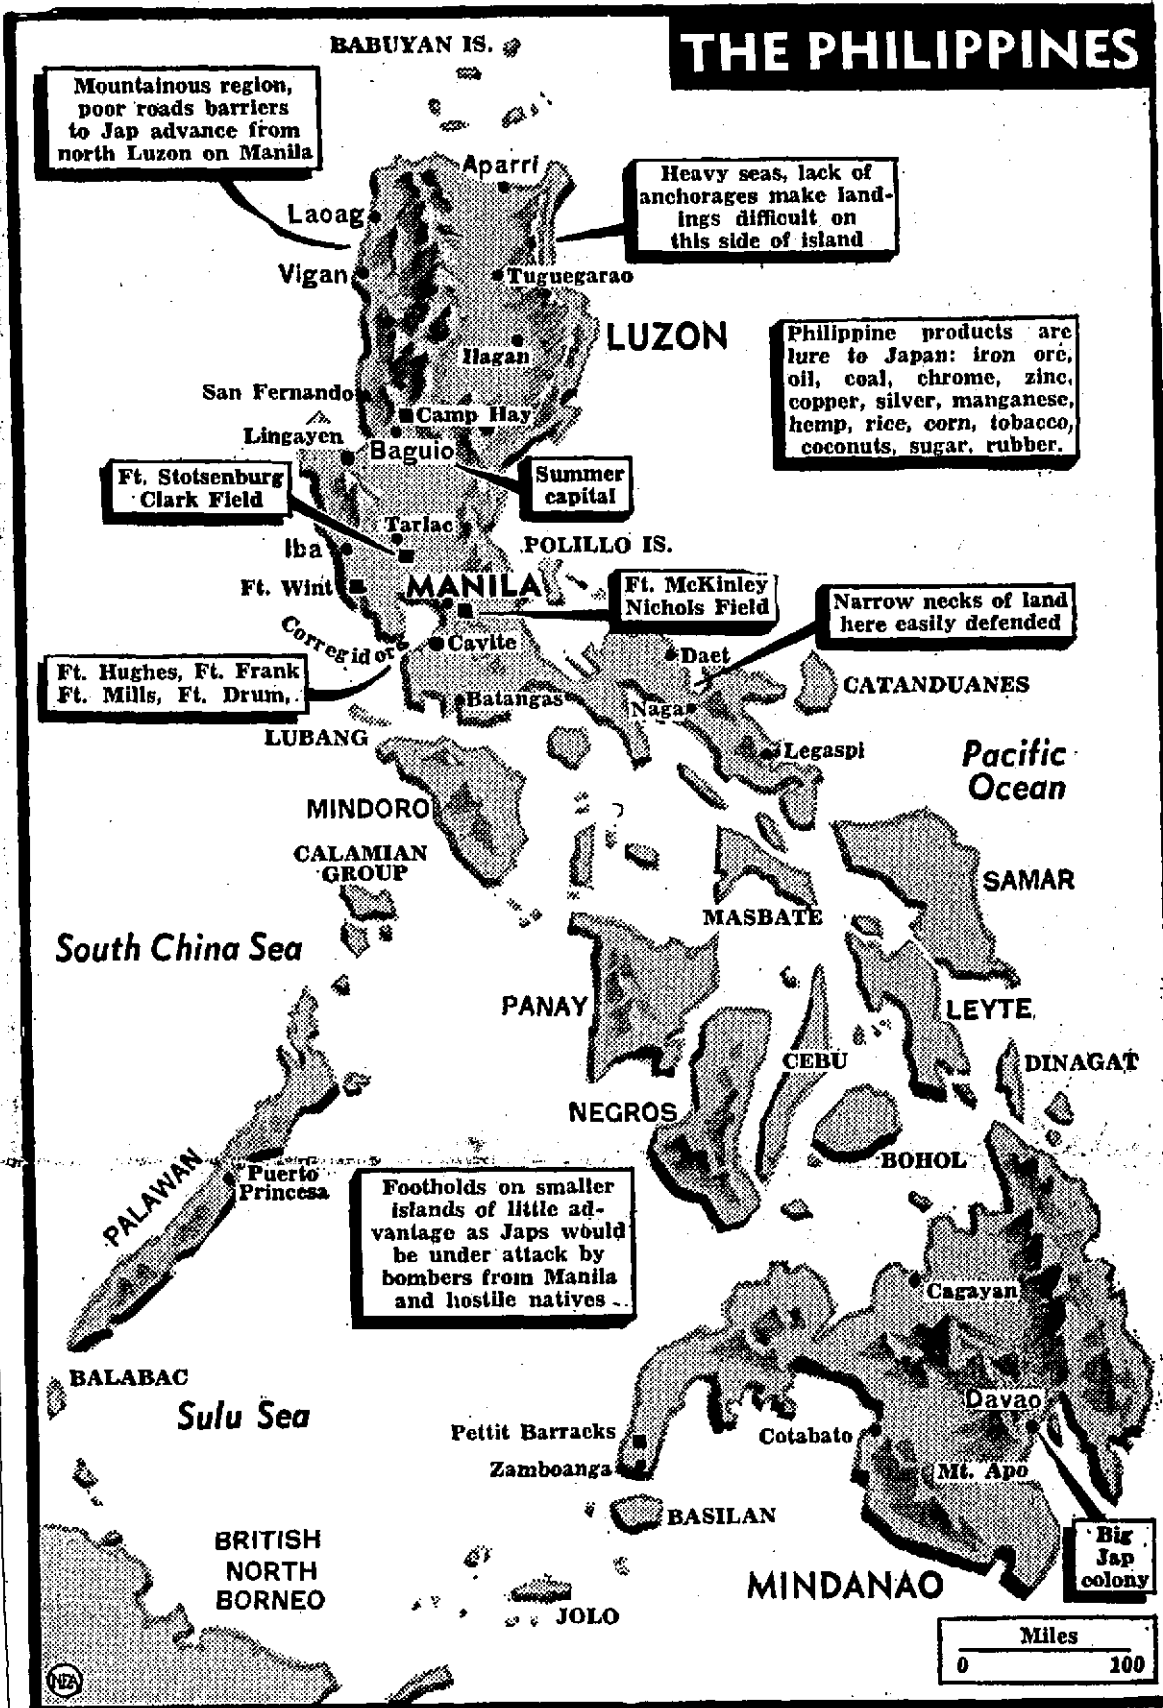 THE PHILIPPINES
BABUYAN IS.
Mountainous region,
poor roads barriers
to Jap advance from
north Luzon on Manila
Aparri
Heavy seas, lack of
anchorages make land-
ings difficult on
this side of island
Laoag
Vigan
Tuguegarao
LUZON
Ilagan
Philippine products are
lure to Japan: iron ore,
oil, coal, chrome, zinc,
copper, silver, manganese,
hemp, rice, corn, tobacco,
coconuts, sugar, rubber.
San Fernando
Camp Hay
Lingayen
Baguio
Ft. Stotsenburg
Clark Field
Summer
capital
Tarlac
Iba
POLILLO IS.
Ft. Wint
MANILA
Ft. McKinley
Nichols Field
Narrow necks of land
here easily defended
Corregidor
Cavite
Daet
Ft. Hughes, Ft. Frank
Ft. Mills, Ft. Drum,
CATANDUANES
Batangas
Naga
LUBANG
Legaspi
Pacific
Ocean
MINDORO
CALAMIAN
GROUP
SAMAR
MASBATE
South China Sea
PANAY
LEYTE
CEBU
DINAGAT
NEGROS
BOHOL
PALAWAN
Puerto
Princesa
Footholds on smaller
islands of little ad-
vantage as Japs would
be under attack by
bombers from Manila
and hostile natives
Cagayan
BALABAC
Sulu Sea
Davao
Pettit Barracks
Cotabato
Zamboanga
Mt. Apo
BASILAN
Big
Jap
colony
BRITISH
NORTH
BORNEO
MINDANAO
JOLO
Miles
0 100
NEA